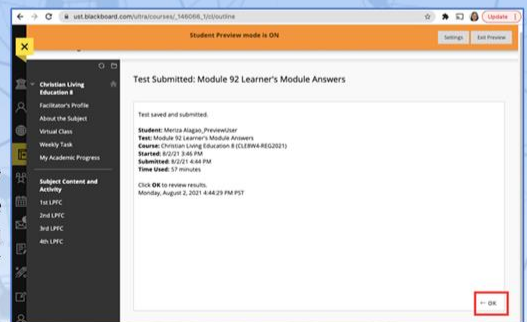 ust.blackboard.com/ultra/courses/_146066_1/cl/outline
Update
Student Preview mode is ON
Settings
Exit Preview
Christian Living
Education 8
Facilitator's Profile
About the Subject
Virtual Class
Weekly Task
My Academic Progress
Subject Content and
Activity
1st LPFC
2nd LPFC
3rd LPFC
4th LPFC
Test Submitted: Module 92 Learner's Module Answers
Test saved and submitted.
Student: Meriza Alagao_PreviewUser
Test: Module 92 Learner's Module Answers
Course: Christian Living Education 8 (CLE8W4-REG2021)
Started: 8/2/21 3:46 PM
Submitted: 8/2/21 4:44 PM
Time Used: 57 minutes
Click OK to review results.
Monday, August 2, 2021 4:44:29 PM PST
← OK